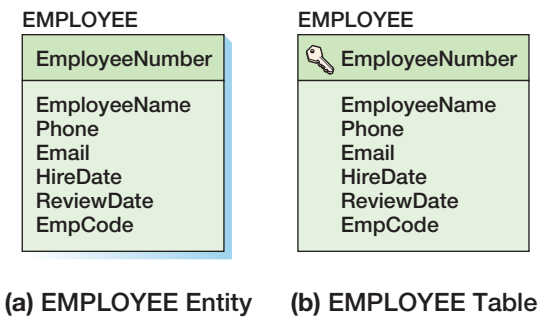 EMPLOYEE
EmployeeNumber
EmployeeName
Phone
Email
HireDate
ReviewDate
EmpCode
(a) EMPLOYEE Entity
EMPLOYEE
EmployeeNumber
EmployeeName
Phone
Email
HireDate
ReviewDate
EmpCode
(b) EMPLOYEE Table